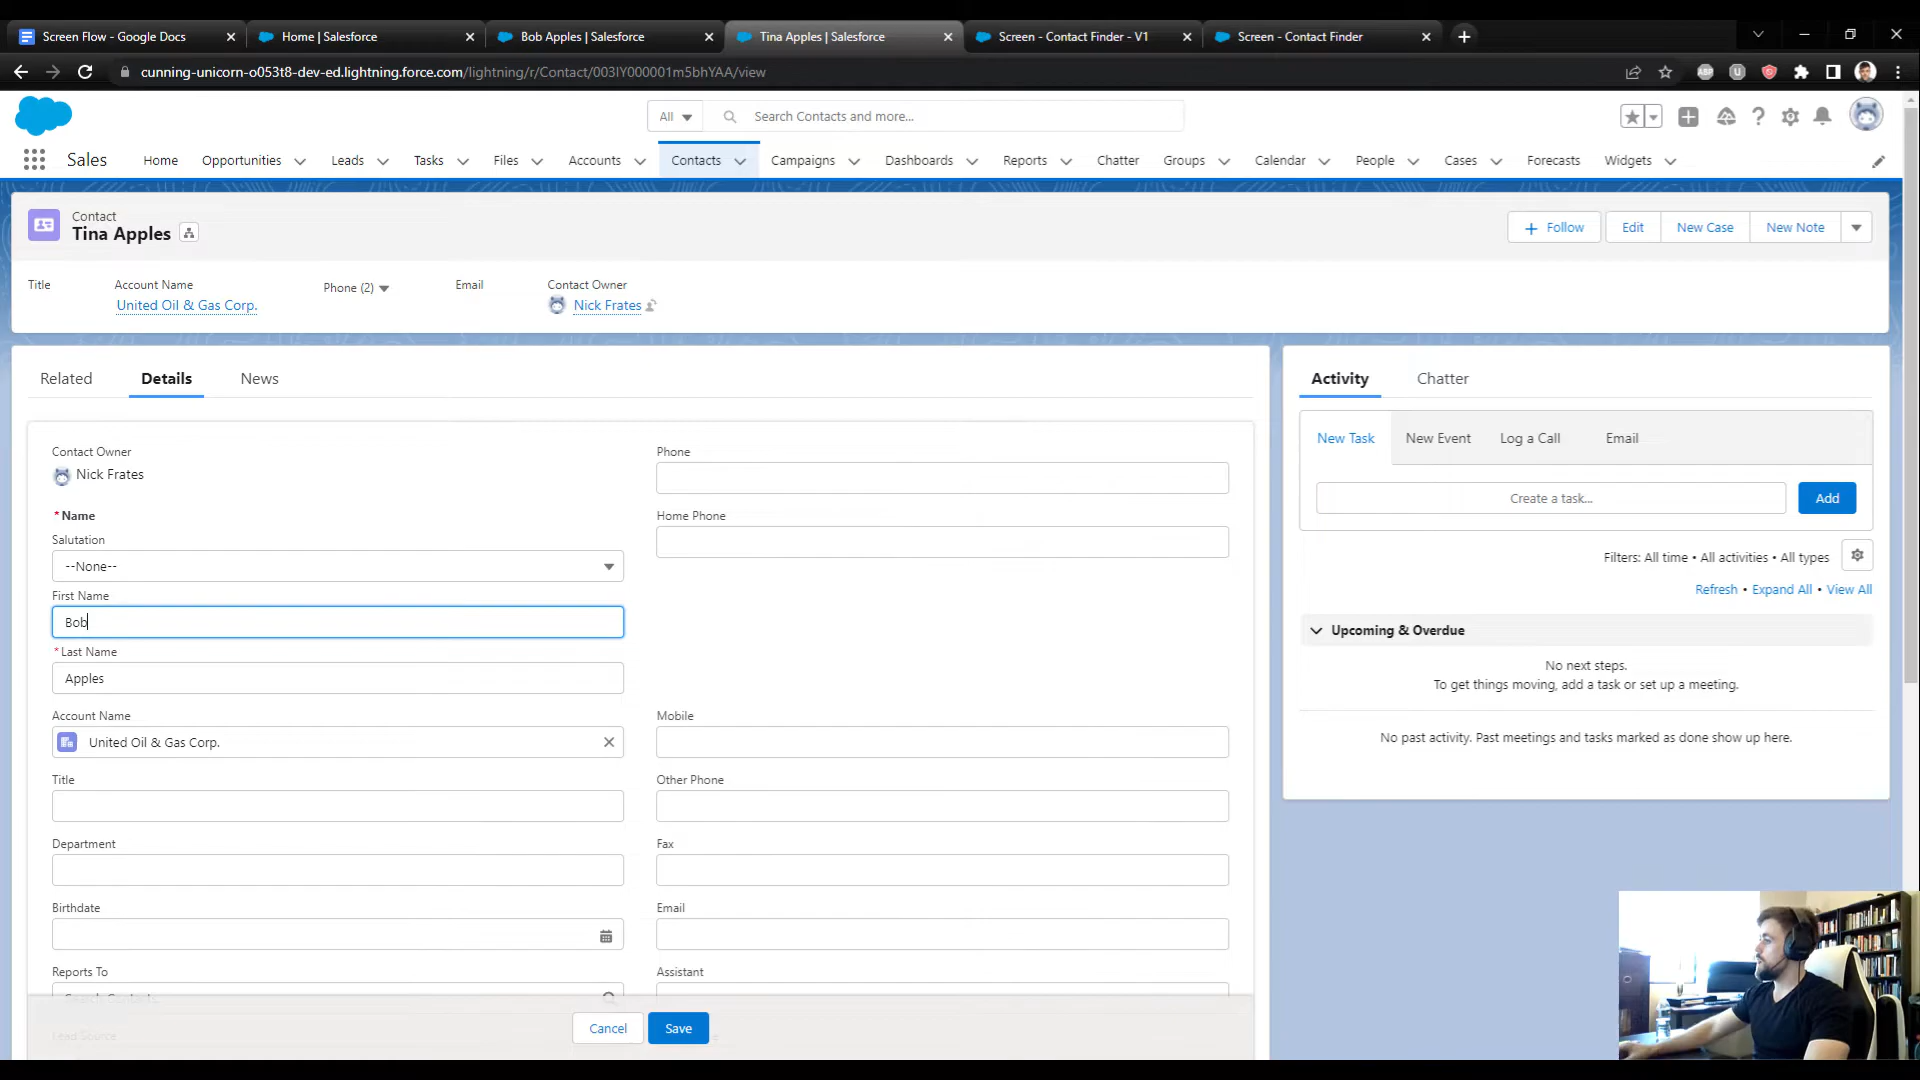 Screen Flow - Google Docs
Home | Salesforce
Bob Apples | Salesforce
Tina Apples | Salesforce
Screen - Contact Finder - V1
Screen - Contact Finder
cunning-unicorn-o053t8-dev-ed.lightning.force.com/lightning/r/Contact/003IY000001m5bhYAA/view
All
Search Contacts and more...
Sales
Home
Opportunities
Leads
Tasks
Files
Accounts
Contacts
Campaigns
Dashboards
Reports
Chatter
Groups
Calendar
People
Cases
Forecasts
Widgets
Contact
Tina Apples
Follow
Edit
New Case
New Note
Title
Account Name
Phone (2)
Email
Contact Owner
United Oil & Gas Corp.
Nick Frates
Related
Details
News
Activity
Chatter
Contact Owner
Nick Frates
Phone
*Name
Home Phone
Salutation
--None--
First Name
Bob
*Last Name
Apples
Account Name
United Oil & Gas Corp.
Mobile
Title
Other Phone
Department
Fax
Birthdate
Email
Reports To
Assistant
Search Contacts...
Lead Source
Cancel
Save
New Task
New Event
Log a Call
Email
Create a task...
Add
Filters: All time • All activities • All types
Refresh • Expand All • View All
Upcoming & Overdue
No next steps.
To get things moving, add a task or set up a meeting.
No past activity. Past meetings and tasks marked as done show up here.